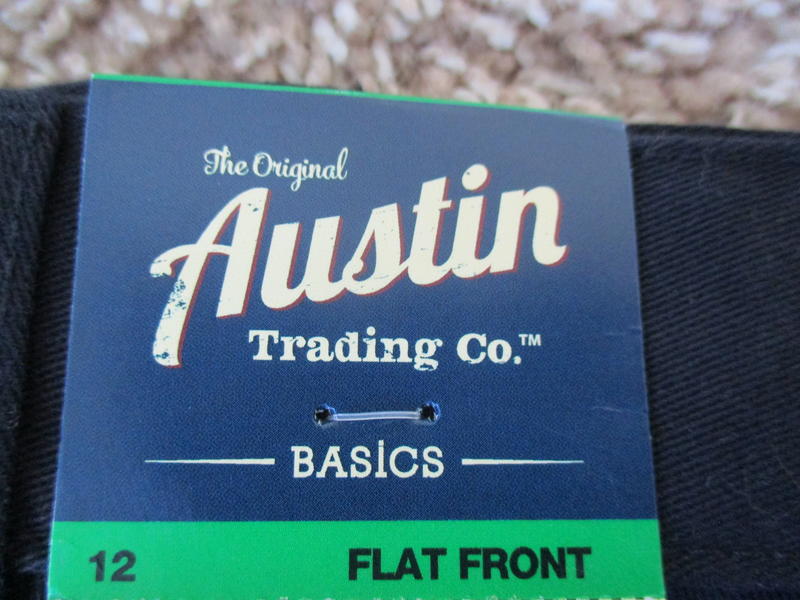 The Original
Austin
Trading Co.™
BASiCS
12 FLAT FRONT